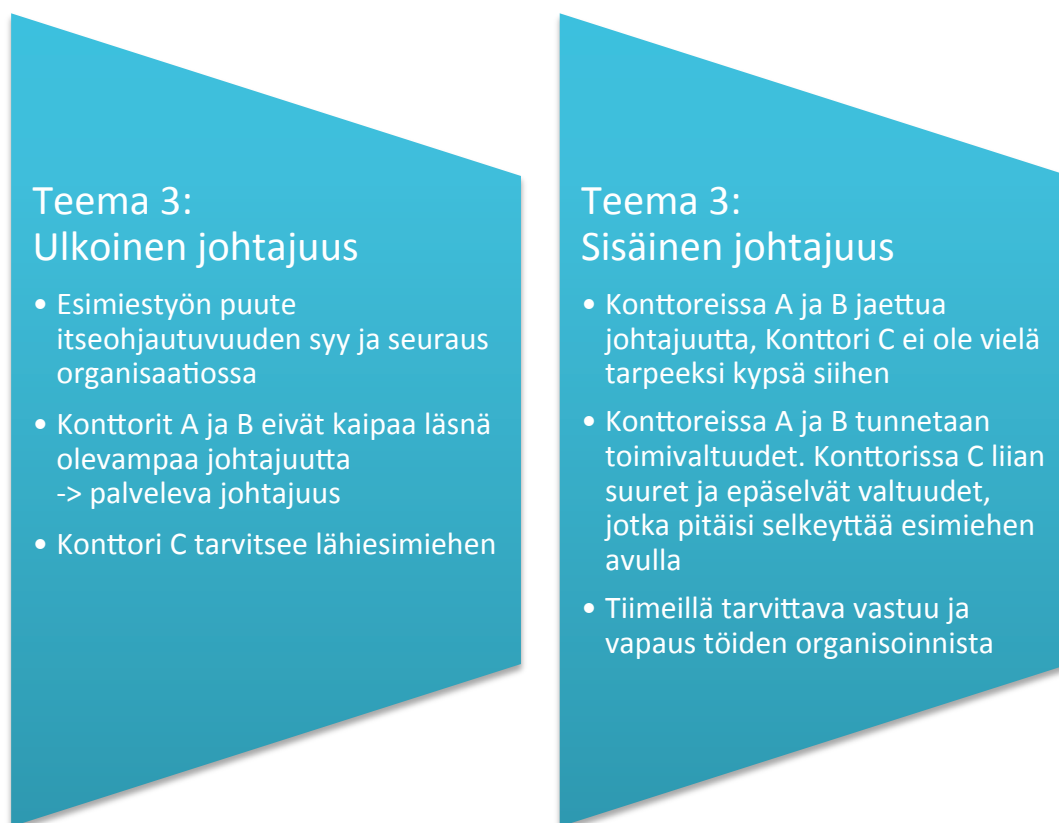 Teema 3:
Ulkoinen johtajuus
• Esimiestyön puute
itseohjautuvuuden syy ja seuraus
organisaatiossa
• Konttorit A ja B eivät kaipaa läsnä
olevampaa johtajuutta
-> palveleva johtajuus
• Konttori C tarvitsee lähiesimiehen
Teema 3:
Sisäinen johtajuus
• Konttoreissa A ja B jaettua
johtajuutta, Konttori C ei ole vielä
tarpeeksi kypsä siihen
• Konttoreissa A ja B tunnetaan
toimivaltuudet. Konttorissa C liian
suuret ja epäselvät valtuudet,
jotka pitäisi selkeyttää esimiehen
avulla
• Tiimeillä tarvittava vastuu ja
vapaus töiden organisoinnista